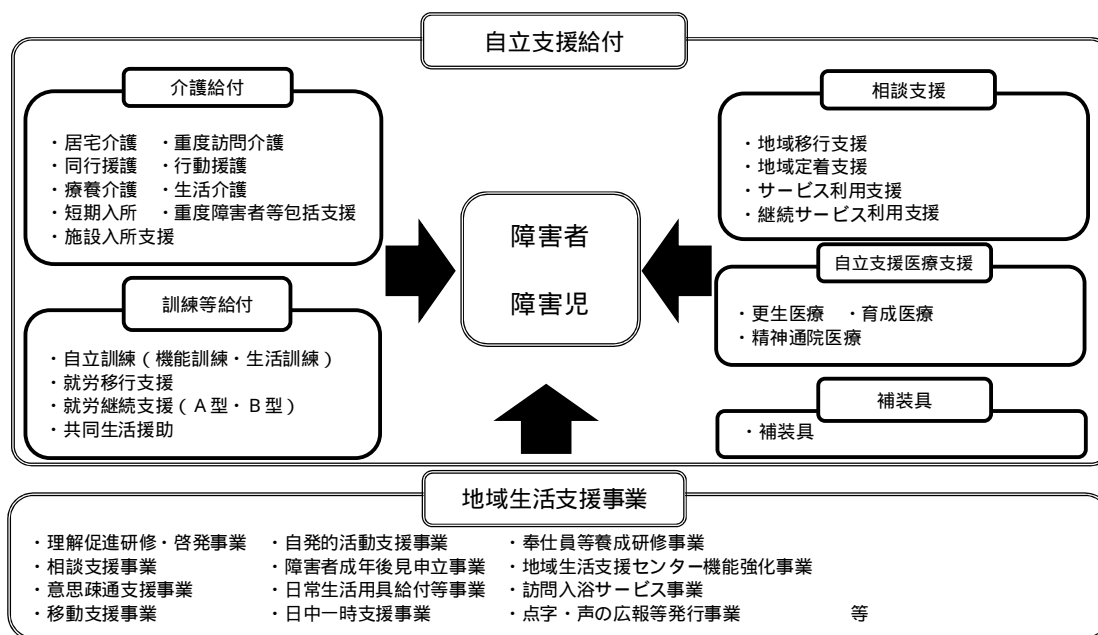 自立支援給付
介護給付
・居宅介護　・重度訪問介護
・同行援護　・行動援護
・療養介護　・生活介護
・短期入所　・重度障害者等包括支援
・施設入所支援
訓練等給付
・自立訓練（機能訓練・生活訓練）
・就労移行支援
・就労継続支援（Ａ型・Ｂ型）
・共同生活援助
障害者
障害児
相談支援
・地域移行支援
・地域定着支援
・サービス利用支援
・継続サービス利用支援
自立支援医療支援
・更生医療　・育成医療
・精神通院医療
補装具
・補装具
地域生活支援事業
・理解促進研修・啓発事業　・自発的活動支援事業　・奉仕員等養成研修事業
・相談支援事業　・障害者成年後見申立事業　・地域生活支援センター機能強化事業
・意思疎通支援事業　・日常生活用具給付等事業　・訪問入浴サービス事業
・移動支援事業　・日中一時支援事業　・点字・声の広報等発行事業　等